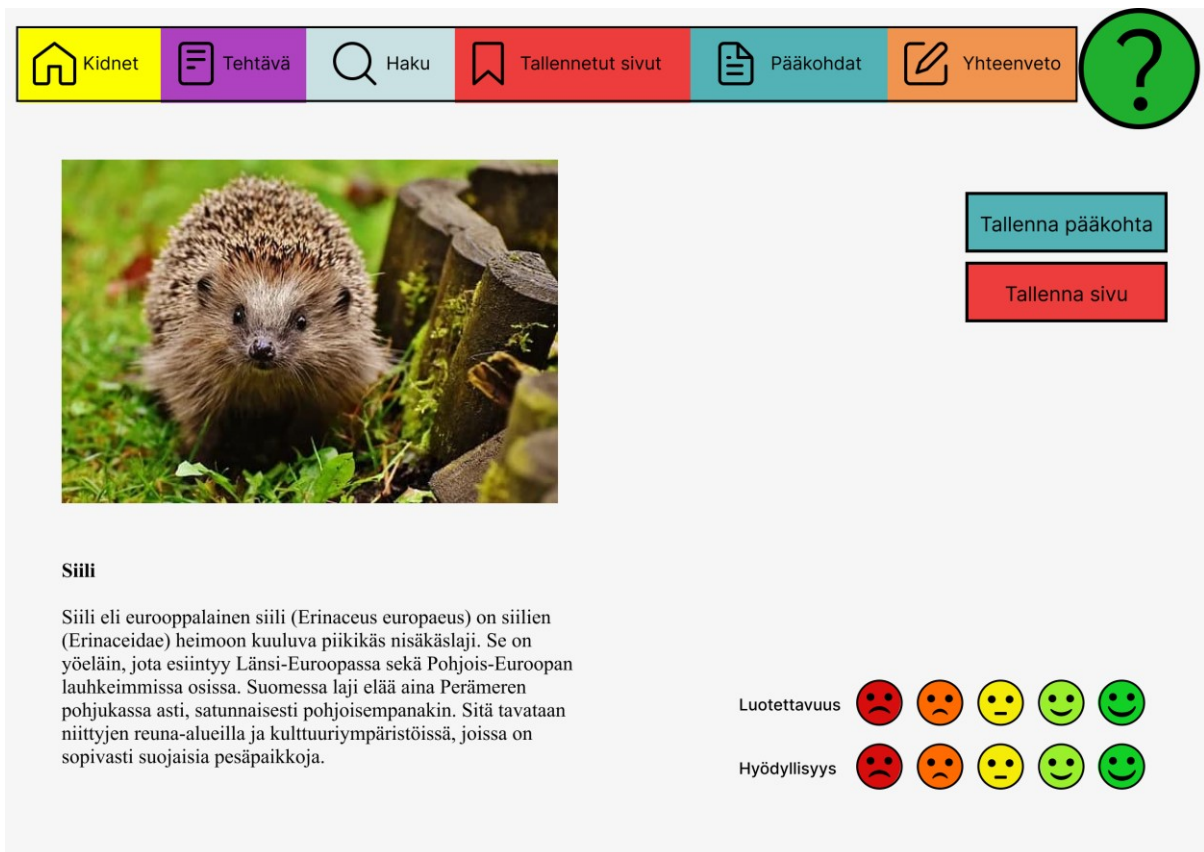 Kidnet
Tehtävä
Haku
Tallennetut sivut
Pääkohdat
Yhteenveto
?
Tallenna pääkohta
Tallenna sivu
Siili
Siili eli eurooppalainen siili (Erinaceus europaeus) on siilien
(Erinaceidae) heimoon kuuluva piikikäs nisäkäslaji. Se on
yöeläin, jota esiintyy Länsi-Euroopassa sekä Pohjois-Euroopan
lauhkeimmissa osissa. Suomessa laji elää aina Perämeren
pohjukassa asti, satunnaisesti pohjoisempanakin. Sitä tavataan
niittyjen reuna-alueilla ja kulttuuriympäristöissä, joissa on
sopivasti suojaisia pesäpaikkoja.
Luotettavuus
Hyödyllisyys